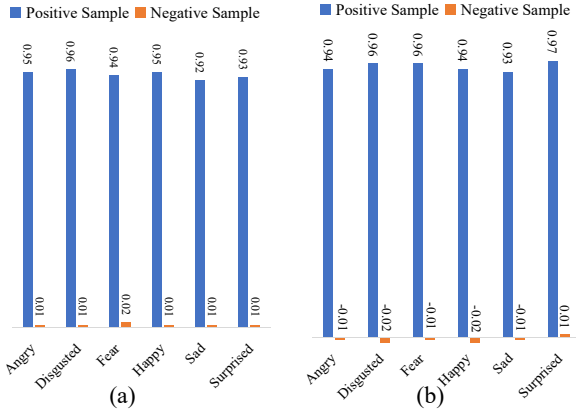 Positive Sample Negative Sample
0.95 0.96 0.94 0.95 0.92 0.93
0.01 0.01 0.02 0.01 0.01 0.01
Angry Disgusted Fear Happy Sad Surprised
(a)
Positive Sample Negative Sample
0.94 0.96 0.96 0.94 0.93 0.97
-0.01 -0.02 -0.01 -0.02 -0.01 0.01
Angry Disgusted Fear Happy Sad Surprised
(b)